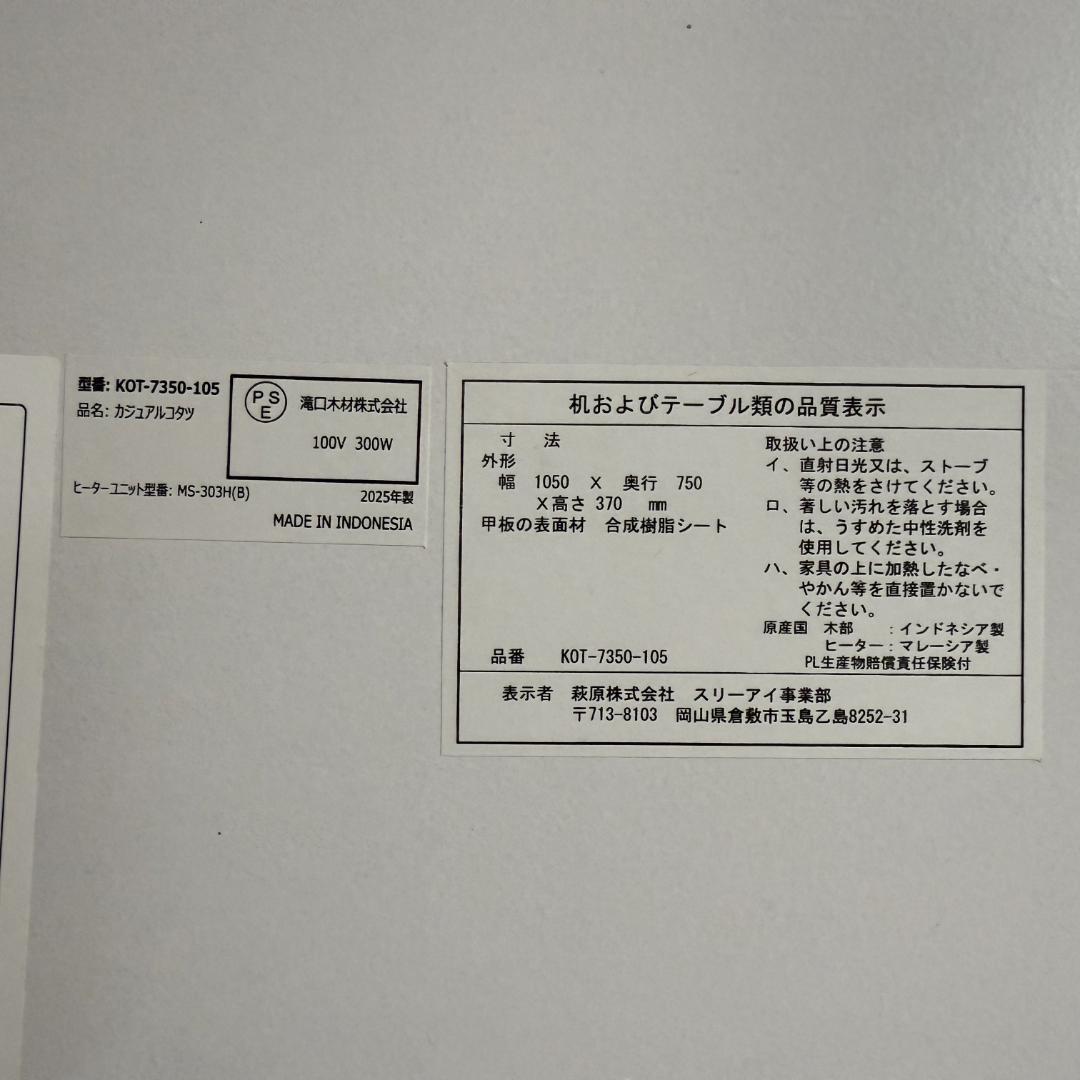 型番: KOT-7350-105
品名: カジュアルコタツ
PSE
滝口木材株式会社
100V 300W
ヒーターユニット型番: MS-303H(B)
2025年製
MADE IN INDONESIA
机およびテーブル類の品質表示
寸 法
外形
幅 1050 × 奥行 750
×高さ 370 mm
甲板の表面材 合成樹脂シート
品番 KOT-7350-105
取扱い上の注意
イ、直射日光又は、ストーブ
等の熱をさけてください。
ロ、著しい汚れを落とす場合
は、うすめた中性洗剤を
使用してください。
ハ、家具の上に加熱したなべ・
やかん等を直接置かないで
ください。
原産国 木部 :インドネシア製
ヒーター:マレーシア製
PL生産物賠償責任保険付
表示者 萩原株式会社 スリーアイ事業部
〒713-8103 岡山県倉敷市玉島乙島8252-31